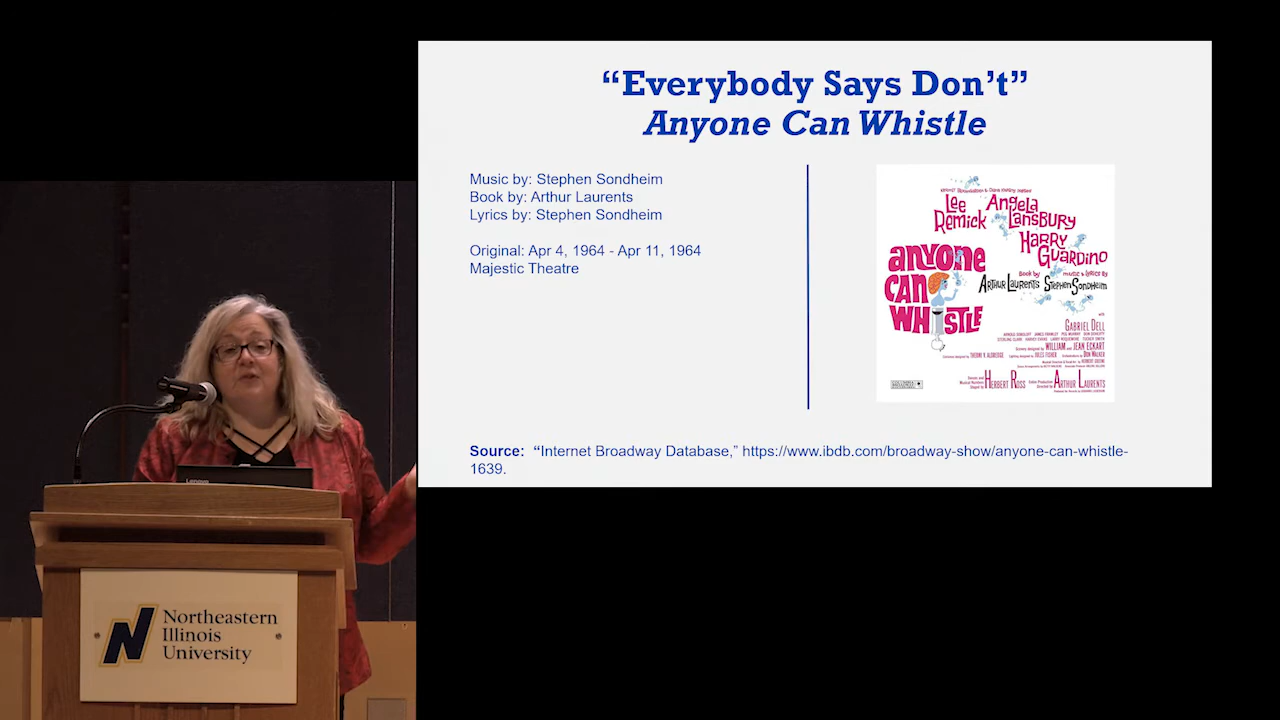 “Everybody Says Don’t”
Anyone Can Whistle
Music by: Stephen Sondheim
Book by: Arthur Laurents
Lyrics by: Stephen Sondheim
Original: Apr 4, 1964 - Apr 11, 1964
Majestic Theatre
Lee Remick
Angela Lansbury
Harry Guardino
anyone can whistle
Book by Arthur Laurents
music & lyrics by Stephen Sondheim
with
Gabriel Dell
William and Jean Eckart
Herbert Ross
Arthur Laurents
Source: “Internet Broadway Database,” https://www.ibdb.com/broadway-show/anyone-can-whistle-
1639.
Lenovo
Northeastern
Illinois
University